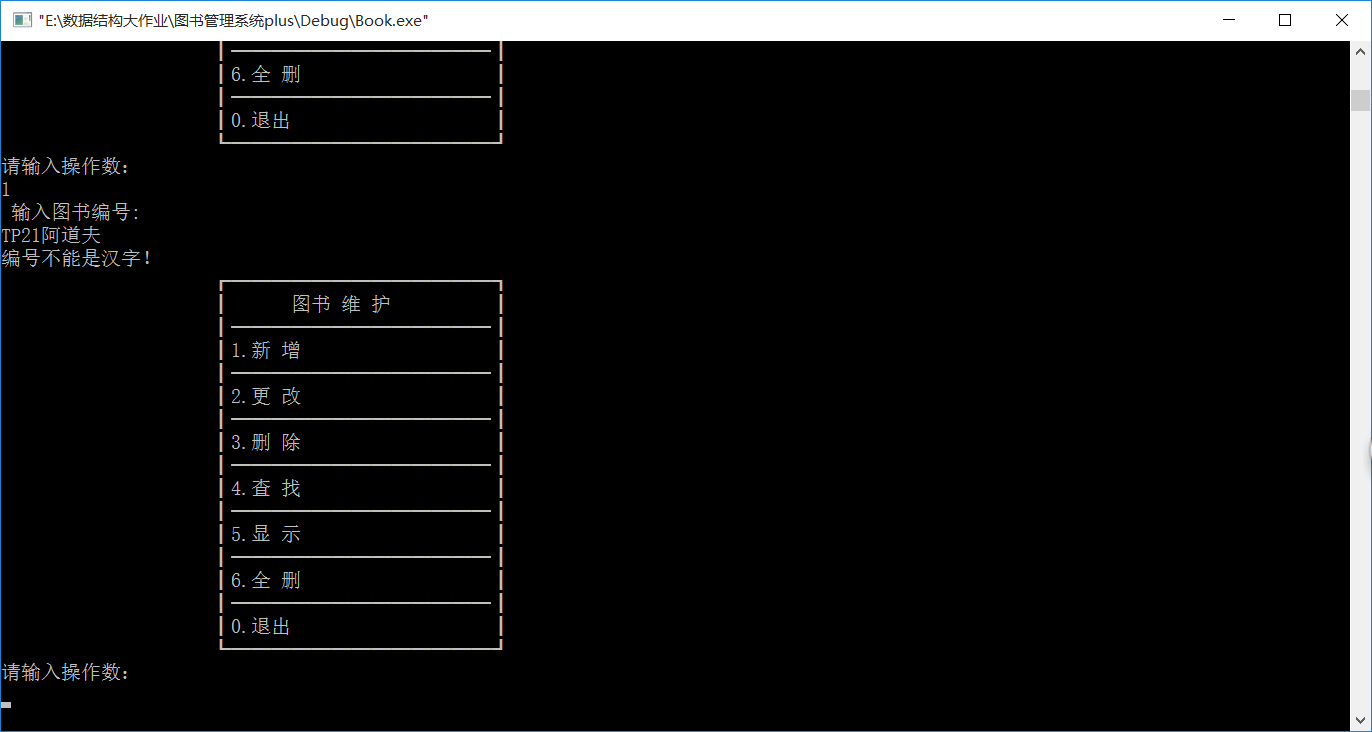 "E:\数据结构大作业\图书管理系统plus\Debug\Book.exe"
6.全 删
0.退出
请输入操作数:
1
输入图书编号:
TP21阿道夫
编号不能是汉字!
图书 维 护
1.新 增
2.更 改
3.删 除
4.查 找
5.显 示
6.全 删
0.退出
请输入操作数: